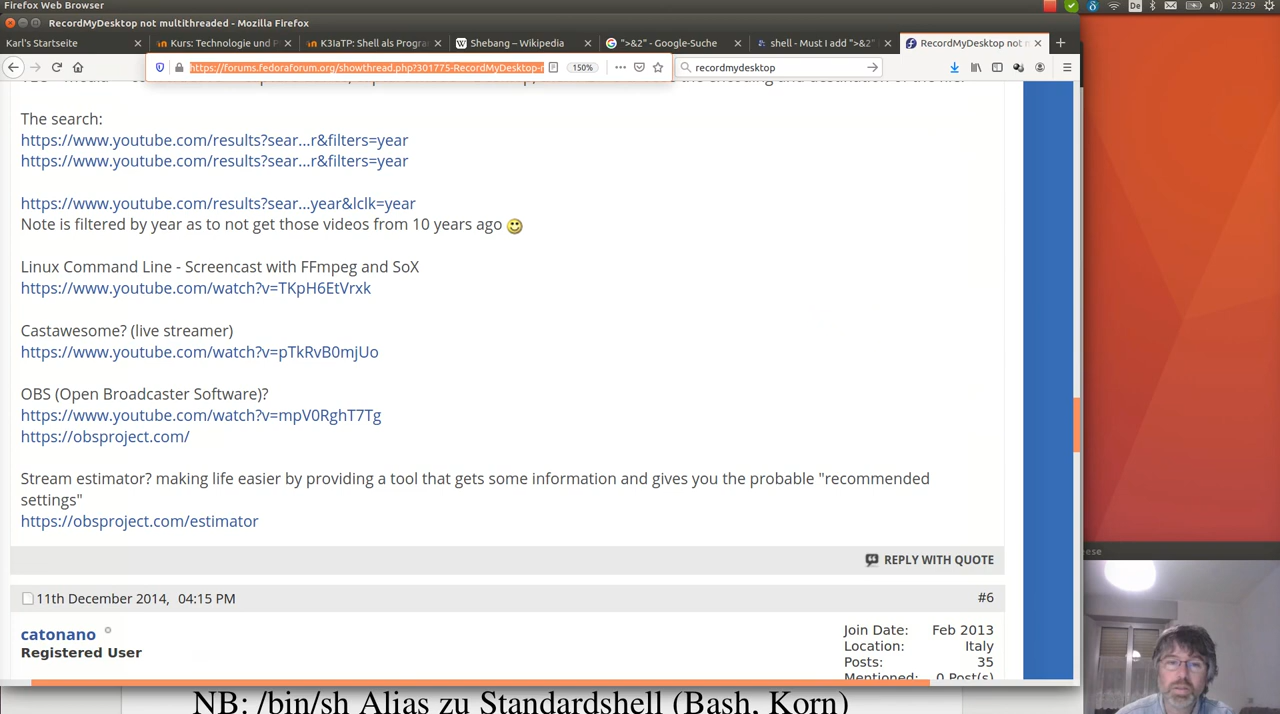 Firefox Web Browser
De
23:29
RecordMyDesktop not multithreaded - Mozilla Firefox
Karl's Startseite
Kurs: Technologie und P
K3IaTP: Shell als Progra
Shebang – Wikipedia
">&2" - Google-Suche
shell - Must I add ">&2"
RecordMyDesktop not m
https://forums.fedoraforum.org/showthread.php?301775-RecordMyDesktop-n
150%
recordmydesktop
The search:
https://www.youtube.com/results?sear...r&filters=year
https://www.youtube.com/results?sear...r&filters=year
https://www.youtube.com/results?sear...year&lclk=year
Note is filtered by year as to not get those videos from 10 years ago
Linux Command Line - Screencast with FFmpeg and SoX
https://www.youtube.com/watch?v=TKpH6EtVrxk
Castawesome? (live streamer)
https://www.youtube.com/watch?v=pTkRvB0mjUo
OBS (Open Broadcaster Software)?
https://www.youtube.com/watch?v=mpV0RghT7Tg
https://obsproject.com/
Stream estimator? making life easier by providing a tool that gets some information and gives you the probable "recommended
settings"
https://obsproject.com/estimator
REPLY WITH QUOTE
11th December 2014, 04:15 PM
#6
catonano
Registered User
Join Date: Feb 2013
Location: Italy
Posts: 35
Mentioned: 0 Post(s)
eese
NB: /bin/sh Alias zu Standardshell (Bash, Korn)